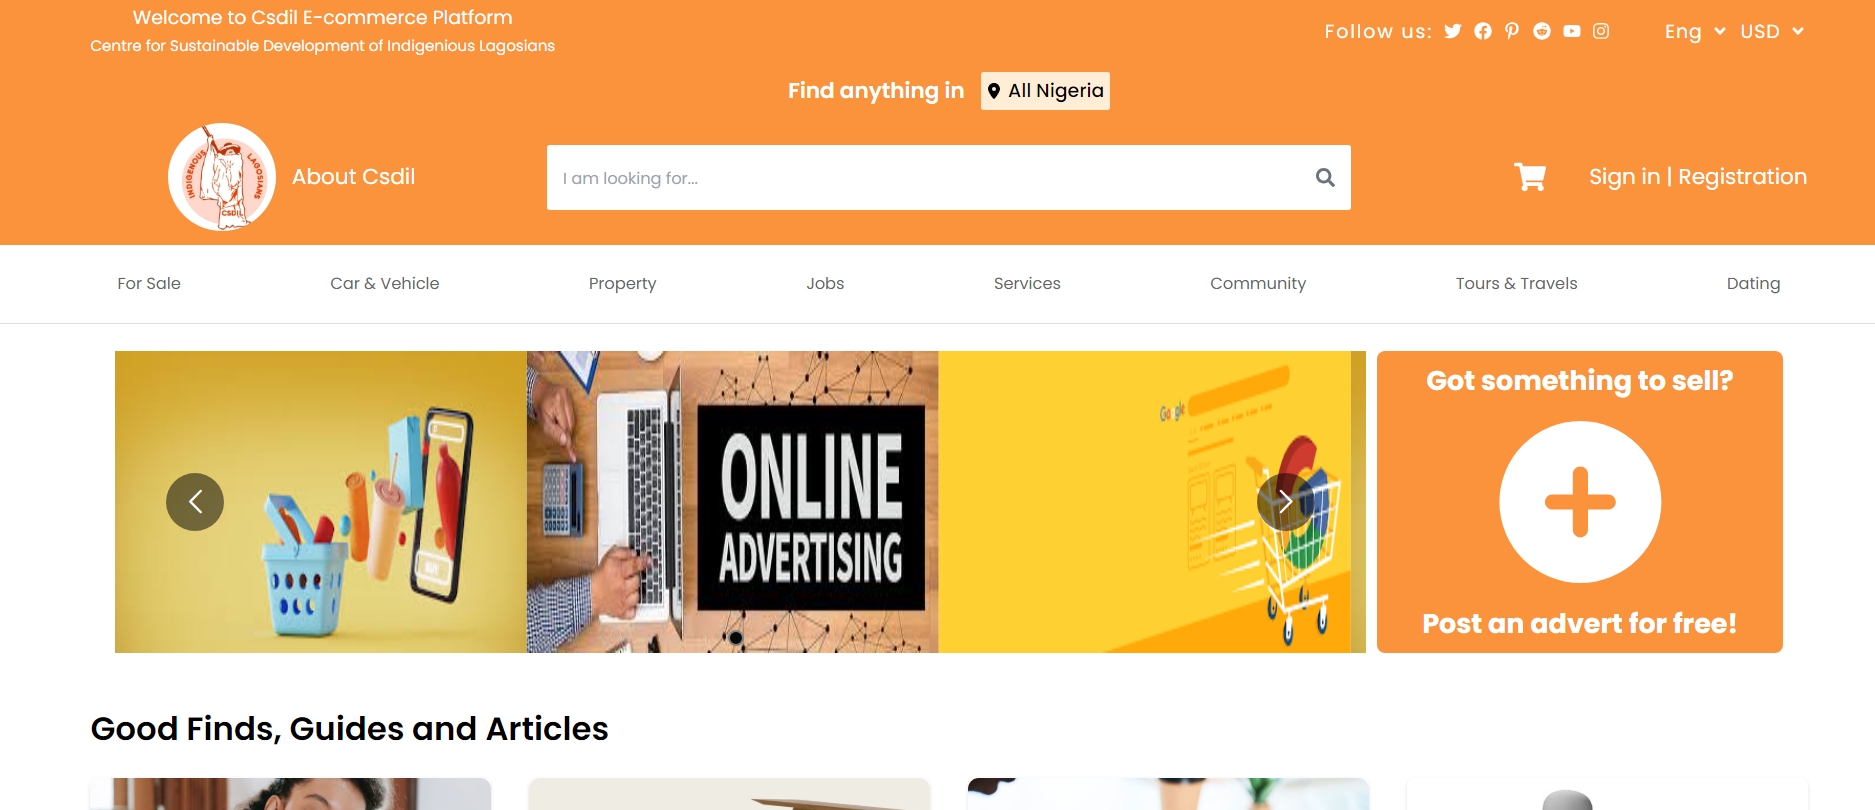 Welcome to Csdil E-commerce Platform
Centre for Sustainable Development of Indigenious Lagosians
Follow us:
Eng
USD
Find anything in
All Nigeria
INDIGENOUS
LAGOSIANS
CSDIL
About Csdil
I am looking for...
Sign in | Registration
For Sale
Car & Vehicle
Property
Jobs
Services
Community
Tours & Travels
Dating
BUY
ONLINE
ADVERTISING
Google
Got something to sell?
Post an advert for free!
Good Finds, Guides and Articles